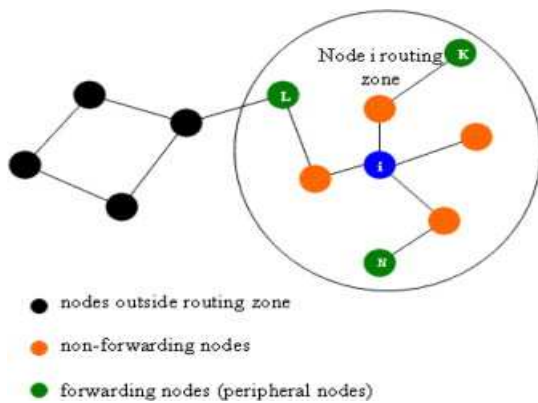 Node i routing
zone
K
L
i
N
nodes outside routing zone
non-forwarding nodes
forwarding nodes (peripheral nodes)